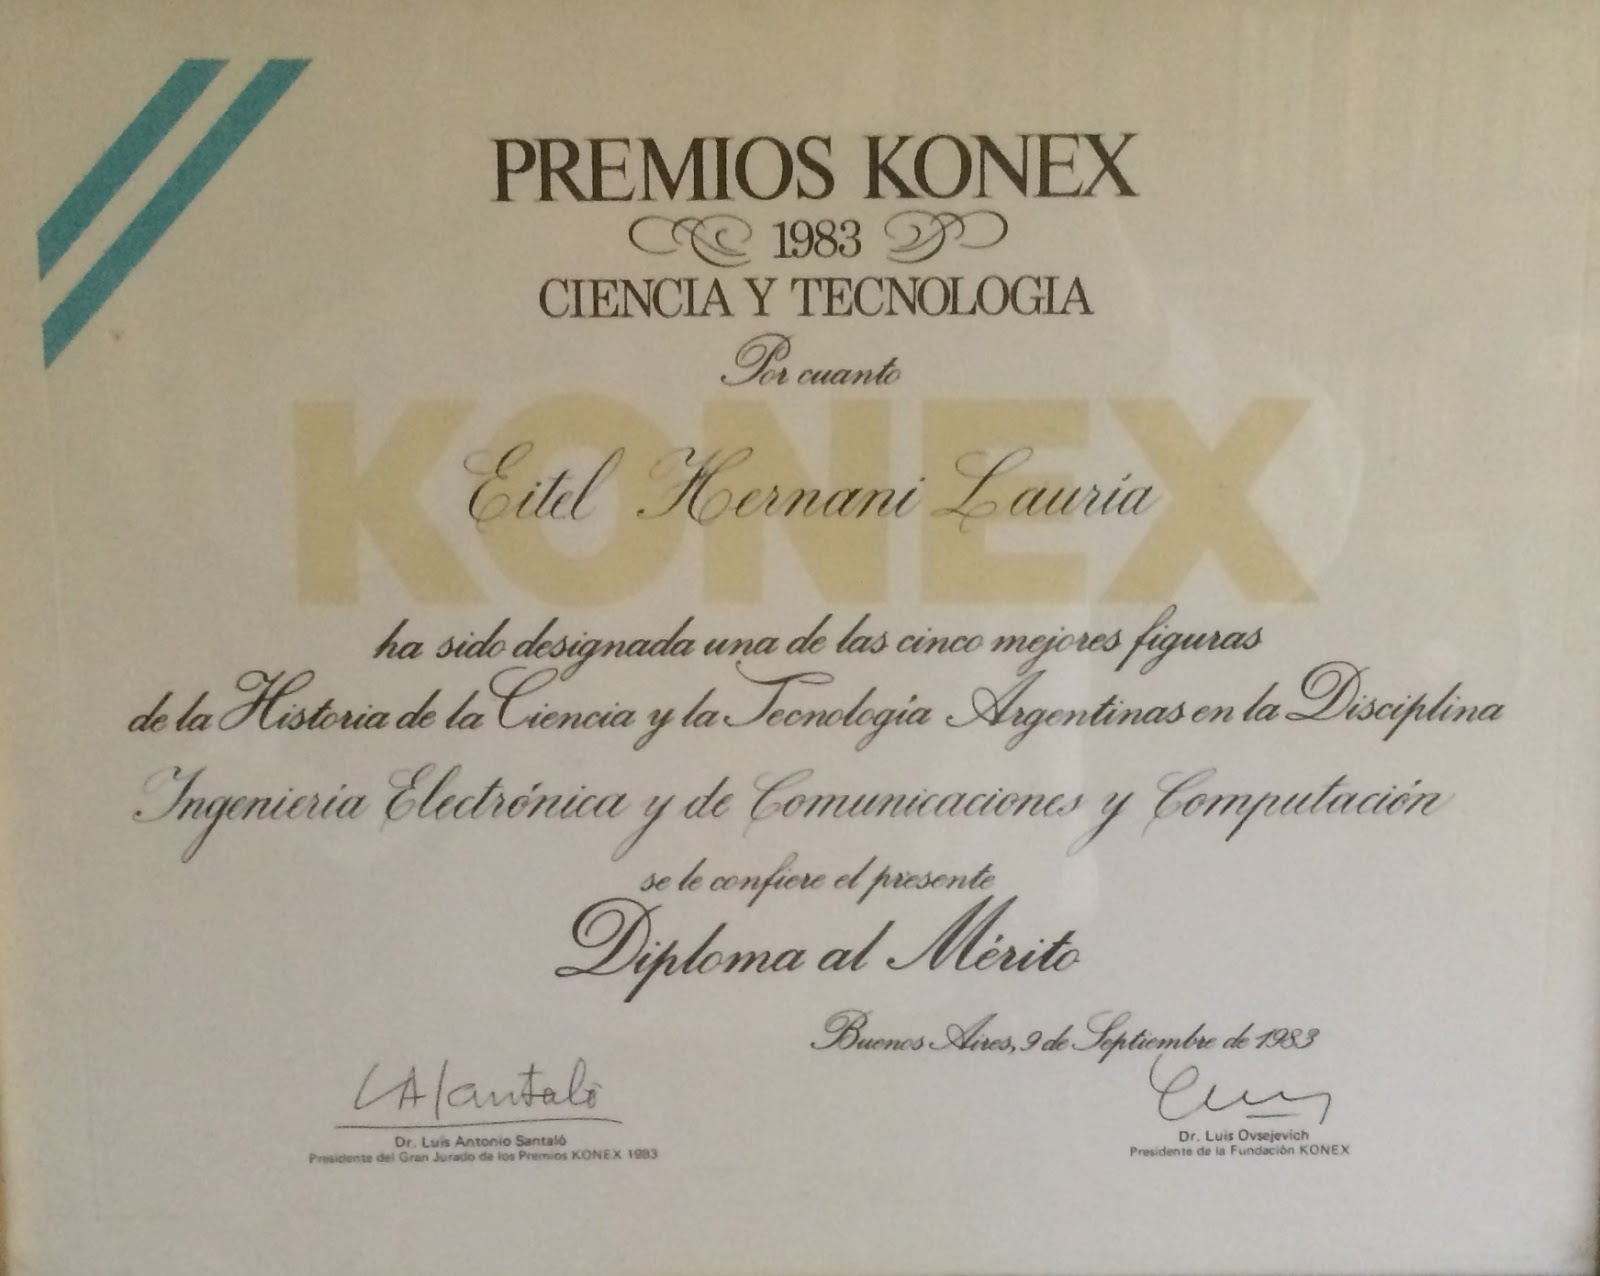 PREMIOS KONEX
1983
CIENCIA Y TECNOLOGIA
Por cuanto
KONEX
Eitel Hernani Lauría
ha sido designada una de las cinco mejores figuras
de la Historia de la Ciencia y la Tecnología Argentinas en la Disciplina
Ingeniería Electrónica y de Comunicaciones y Computación
se le confiere el presente
Diploma al Mérito
Buenos Aires, 9 de Septiembre de 1983
LASantaló
Dr. Luis Antonio Santaló
Presidente del Gran Jurado de los Premios KONEX 1983
Dr. Luis Ovsejevich
Presidente de la Fundación KONEX